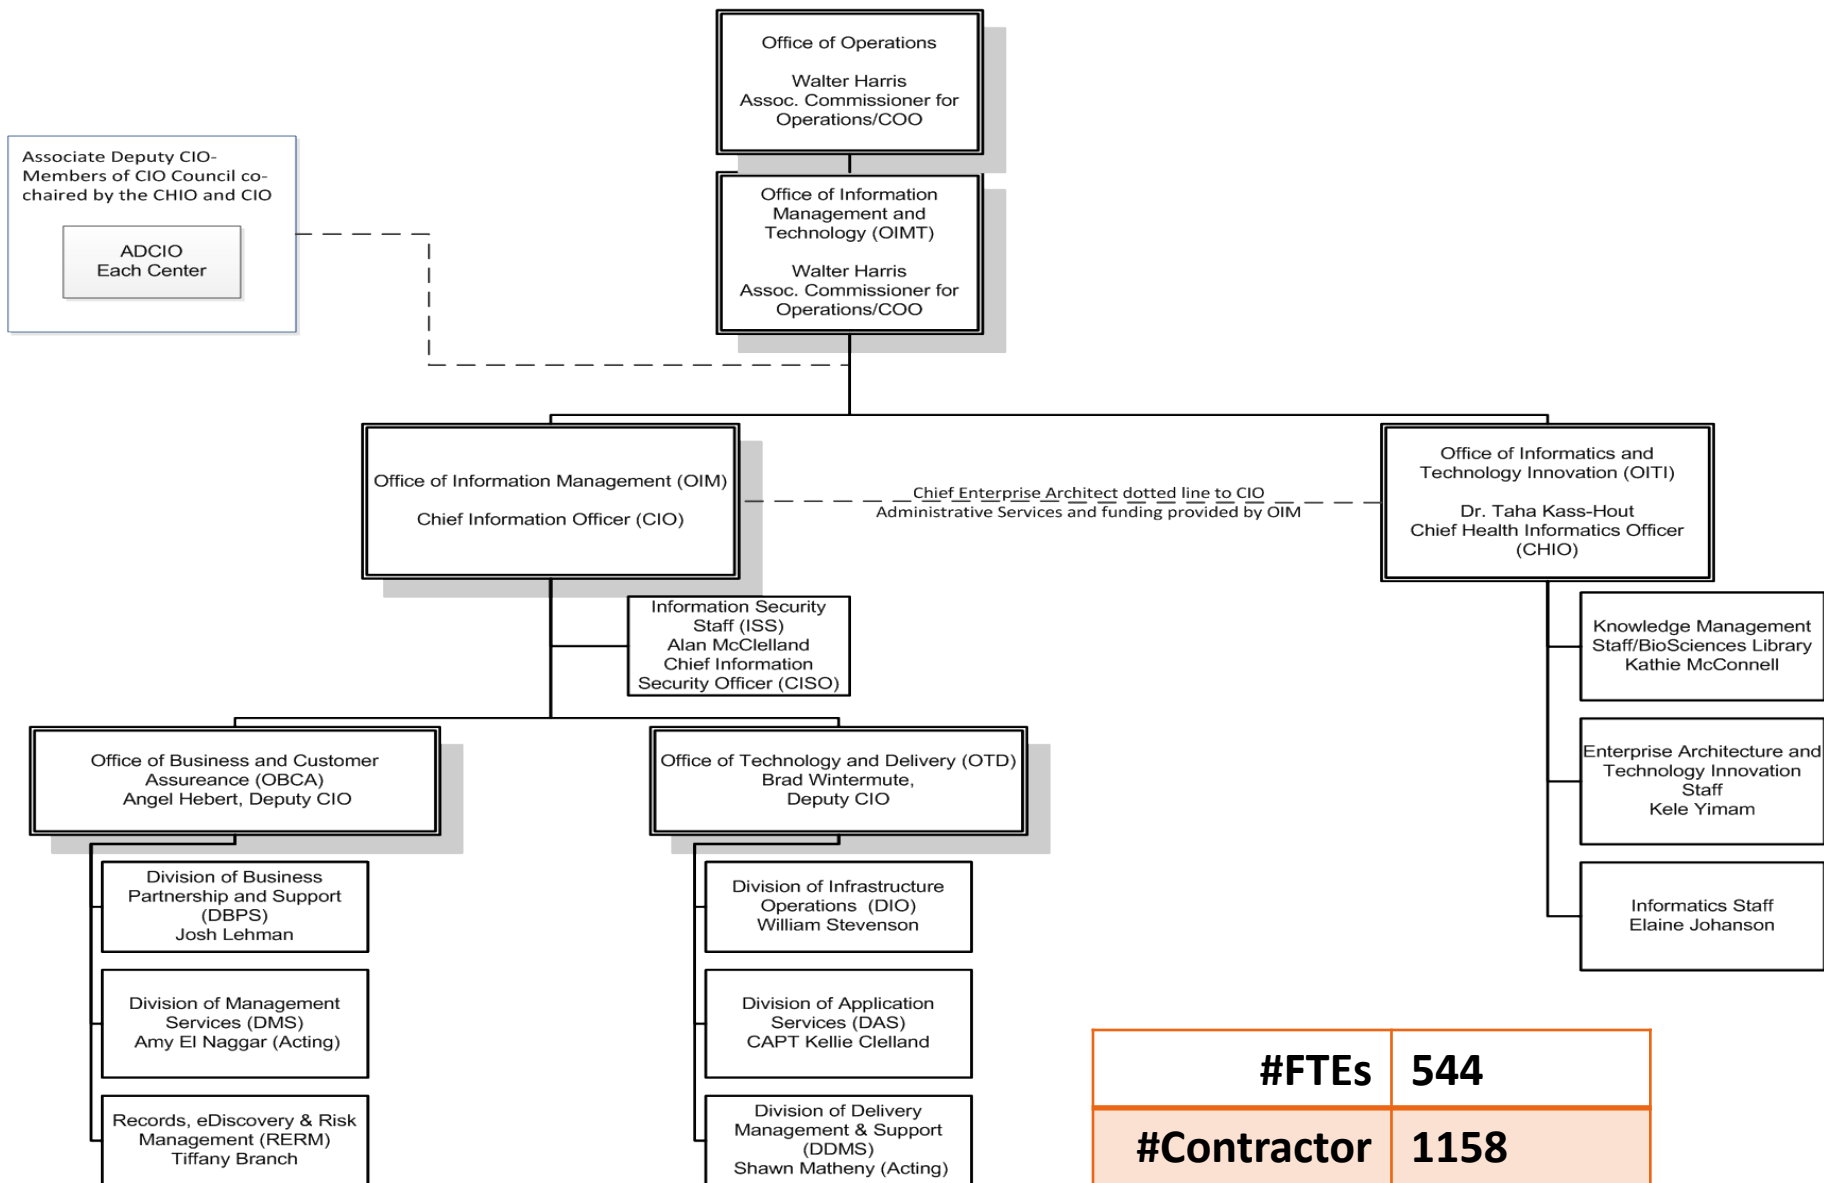 Office of Operations
Walter Harris
Assoc. Commissioner for
Operations/COO
Associate Deputy CIO-
Members of CIO Council co-
chaired by the CHIO and CIO
ADCIO
Each Center
Office of Information
Management and
Technology (OIMT)
Walter Harris
Assoc. Commissioner for
Operations/COO
Office of Information Management (OIM)
Chief Information Officer (CIO)
Chief Enterprise Architect dotted line to CIO
Administrative Services and funding provided by OIM
Office of Informatics and
Technology Innovation (OITI)
Dr. Taha Kass-Hout
Chief Health Informatics Officer
(CHIO)
Information Security
Staff (ISS)
Alan McClelland
Chief Information
Security Officer (CISO)
Knowledge Management
Staff/BioSciences Library
Kathie McConnell
Enterprise Architecture and
Technology Innovation
Staff
Kele Yimam
Informatics Staff
Elaine Johanson
Office of Business and Customer
Assureance (OBCA)
Angel Hebert, Deputy CIO
Office of Technology and Delivery (OTD)
Brad Wintermute,
Deputy CIO
Division of Business
Partnership and Support
(DBPS)
Josh Lehman
Division of Management
Services (DMS)
Amy El Naggar (Acting)
Records, eDiscovery & Risk
Management (RERM)
Tiffany Branch
Division of Infrastructure
Operations  (DIO)
William Stevenson
Division of Application
Services (DAS)
CAPT Kellie Clelland
Division of Delivery
Management & Support
(DDMS)
Shawn Matheny (Acting)
#FTEs 544
#Contractor 1158